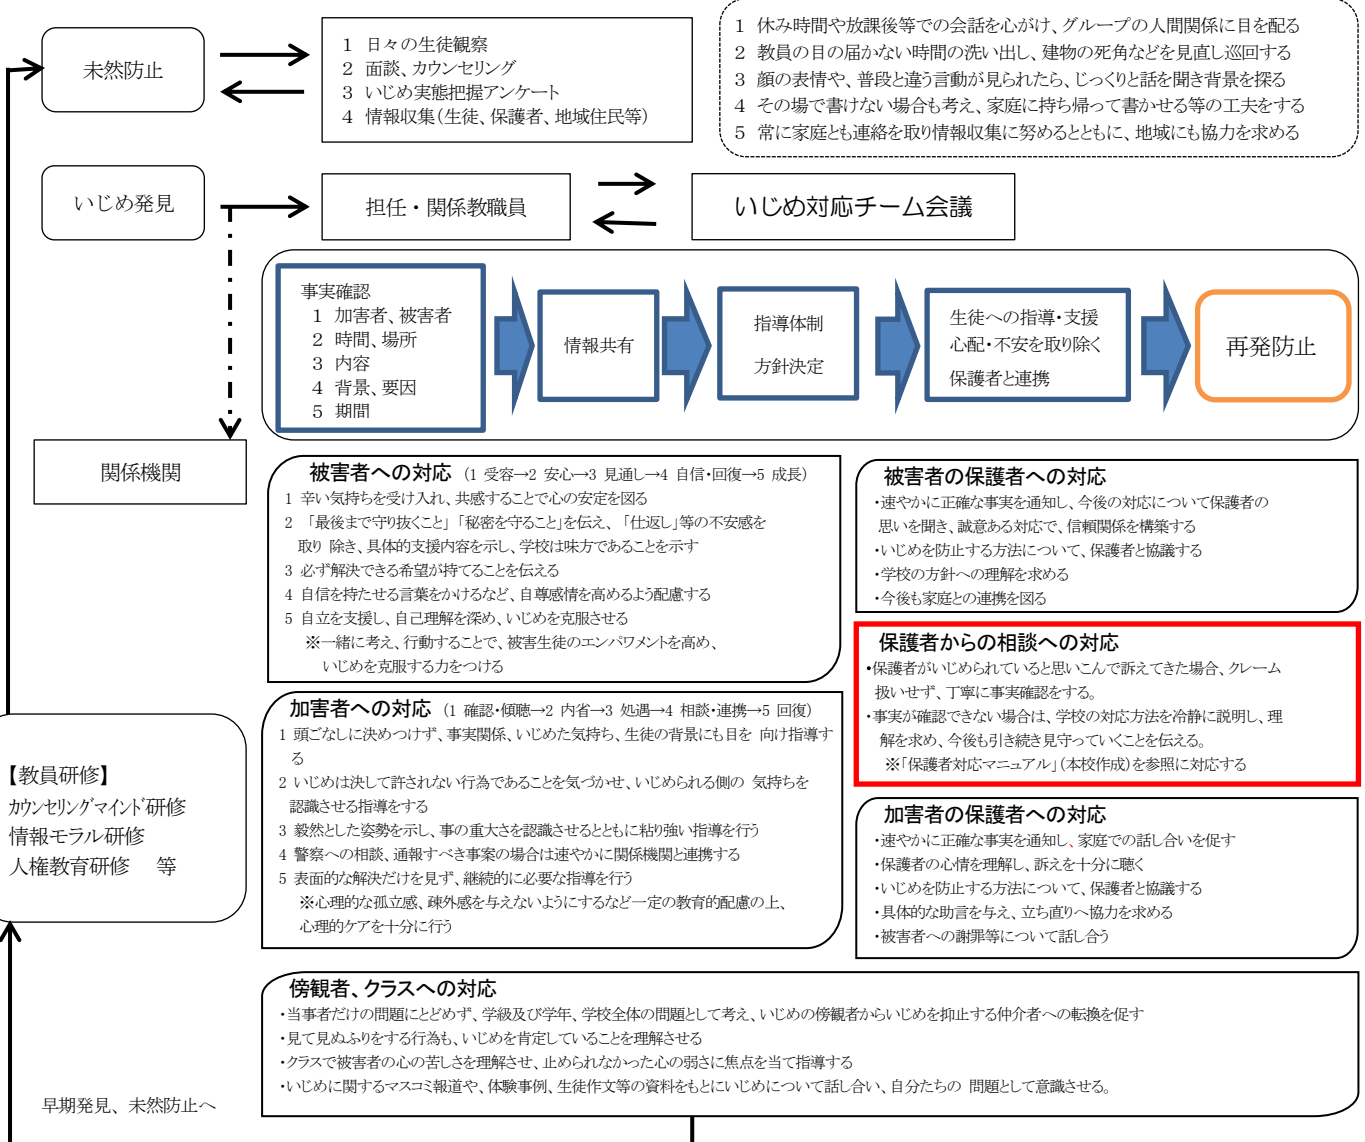 未然防止
1 日々の生徒観察
2 面談、カウンセリング
3 いじめ実態把握アンケート
4 情報収集(生徒、保護者、地域住民等)
1 休み時間や放課後等での会話を心がけ、グループの人間関係に目を配る
2 教員の目の届かない時間の洗い出し、建物の死角などを見直し巡回する
3 顔の表情や、普段と違う言動が見られたら、じっくりと話を聞き背景を探る
4 その場で書けない場合も考え、家庭に持ち帰って書かせる等の工夫をする
5 常に家庭とも連絡を取り情報収集に努めるとともに、地域にも協力を求める
いじめ発見
担任・関係教職員
いじめ対応チーム会議
事実確認
1 加害者、被害者
2 時間、場所
3 内容
4 背景、要因
5 期間
情報共有
指導体制
方針決定
生徒への指導・支援
心配・不安を取り除く
保護者と連携
再発防止
関係機関
被害者への対応 (1 受容→2 安心→3 見通し→4 自信・回復→5 成長)
1 辛い気持ちを受け入れ、共感することで心の安定を図る
2 「最後まで守り抜くこと」「秘密を守ること」を伝え、「仕返し」等の不安感を
取り 除き、具体的支援内容を示し、学校は味方であることを示す
3 必ず解決できる希望が持てることを伝える
4 自信を持たせる言葉をかけるなど、自尊感情を高めるよう配慮する
5 自立を支援し、自己理解を深め、いじめを克服させる
※一緒に考え、行動することで、被害生徒のエンパワメントを高め、
いじめを克服する力をつける
被害者の保護者への対応
・速やかに正確な事実を通知し、今後の対応について保護者の
思いを聞き、誠意ある対応で、信頼関係を構築する
・いじめを防止する方法について、保護者と協議する
・学校の方針への理解を求める
・今後も家庭との連携を図る
保護者からの相談への対応
・保護者がいじめられていると思いこんで訴えてきた場合、クレーム
扱いせず、丁寧に事実確認をする。
・事実が確認できない場合は、学校の対応方法を冷静に説明し、理
解を求め、今後も引き続き見守っていくことを伝える。
※「保護者対応マニュアル」(本校作成)を参照に対応する
加害者への対応 (1 確認・傾聴→2 内省→3 処遇→4 相談・連携→5 回復)
1 頭ごなしに決めつけず、事実関係、いじめた気持ち、生徒の背景にも目を 向け指導す
る
2 いじめは決して許されない行為であることを気づかせ、いじめられる側の 気持ちを
認識させる指導をする
3 毅然とした姿勢を示し、事の重大さを認識させるとともに粘り強い指導を行う
4 警察への相談、通報すべき事案の場合は速やかに関係機関と連携する
5 表面的な解決だけを見ず、継続的に必要な指導を行う
※心理的な孤立感、疎外感を与えないようにするなど一定の教育的配慮の上、
心理的ケアを十分に行う
加害者の保護者への対応
・速やかに正確な事実を通知し、家庭での話し合いを促す
・保護者の心情を理解し、訴えを十分に聴く
・いじめを防止する方法について、保護者と協議する
・具体的な助言を与え、立ち直りへ協力を求める
・被害者への謝罪等について話し合う
【教員研修】
カウンセリングマインド研修
情報モラル研修
人権教育研修 等
傍観者、クラスへの対応
・当事者だけの問題にとどめず、学級及び学年、学校全体の問題として考え、いじめの傍観者からいじめを抑止する仲介者への転換を促す
・見て見ぬふりをする行為も、いじめを肯定していることを理解させる
・クラスで被害者の心の苦しさを理解させ、止められなかった心の弱さに焦点を当て指導する
・いじめに関するマスコミ報道や、体験事例、生徒作文等の資料をもとにいじめについて話し合い、自分たちの 問題として意識させる。
早期発見、未然防止へ